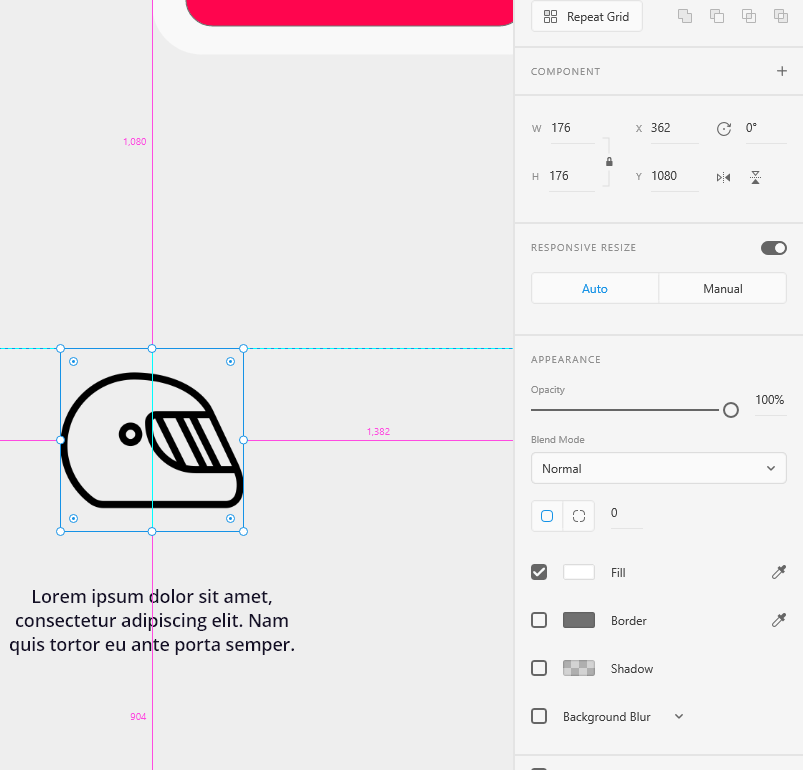 Repeat Grid
COMPONENT
1,080
W 176 X 362 0°
H 176 Y 1080
RESPONSIVE RESIZE
Auto Manual
APPEARANCE
Opacity
100%
1,382
Blend Mode
Normal
0
Fill
Lorem ipsum dolor sit amet,
consectetur adipiscing elit. Nam
quis tortor eu ante porta semper.
Border
Shadow
904
Background Blur